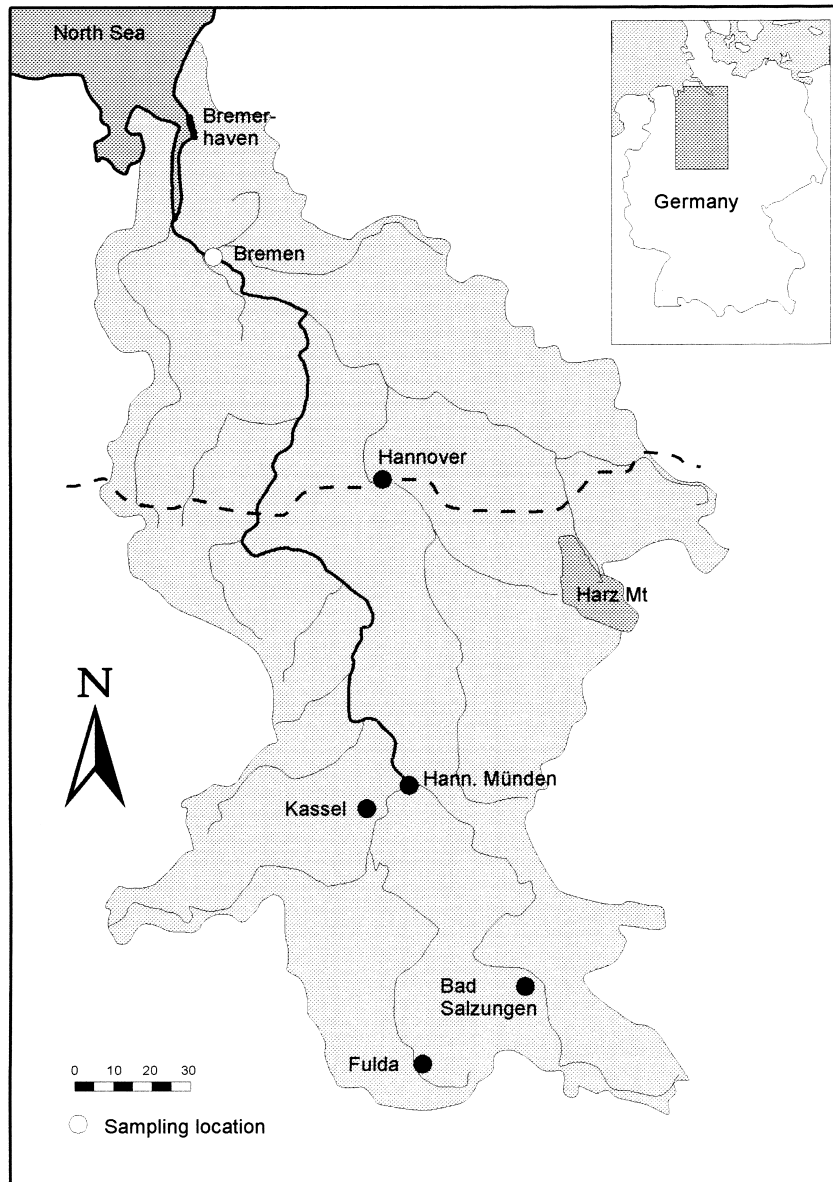 North Sea
Bremer-
haven
Germany
Bremen
Hannover
Harz Mt
N
Hann. Münden
Kassel
Bad
Salzungen
Fulda
0 10 20 30
Sampling location